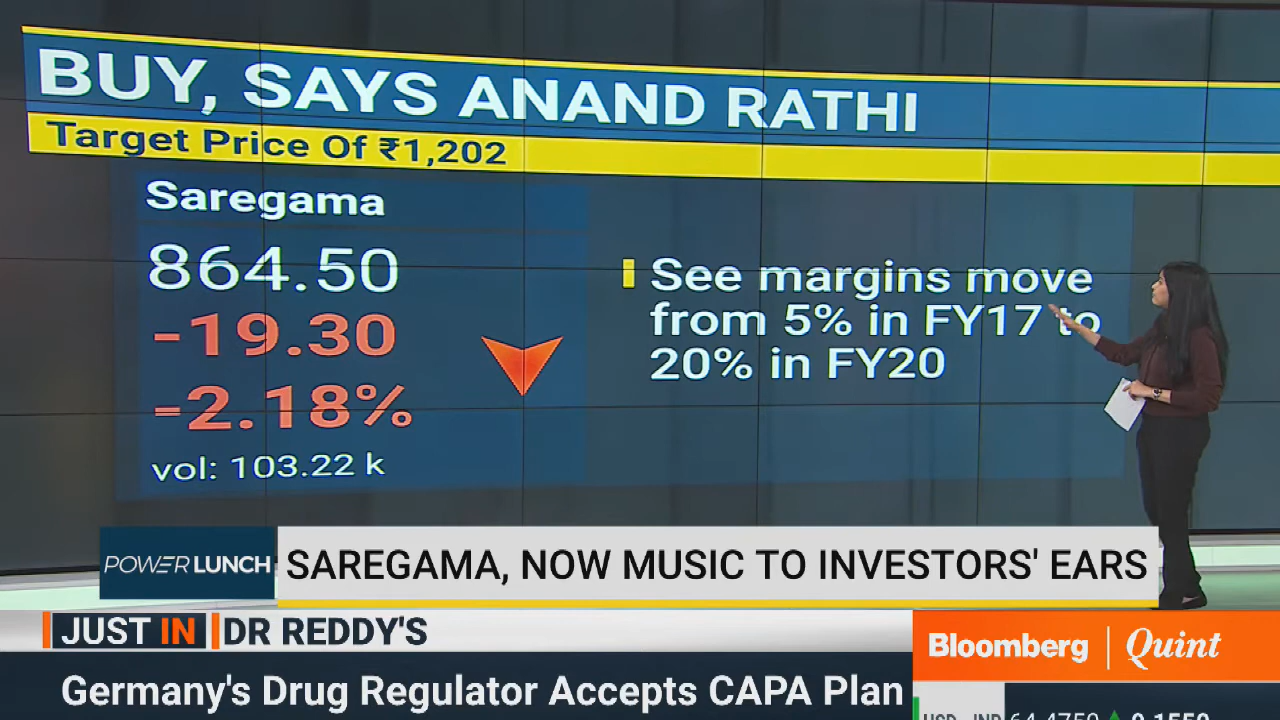 BUY, SAYS ANAND RATHI
Target Price Of ₹1,202
Saregama
864.50
-19.30
-2.18%
vol: 103.22 k
See margins move
from 5% in FY17 to
20% in FY20
POWER LUNCH
SAREGAMA, NOW MUSIC TO INVESTORS' EARS
JUST IN DR REDDY'S
Germany's Drug Regulator Accepts CAPA Plan
Bloomberg | Quint